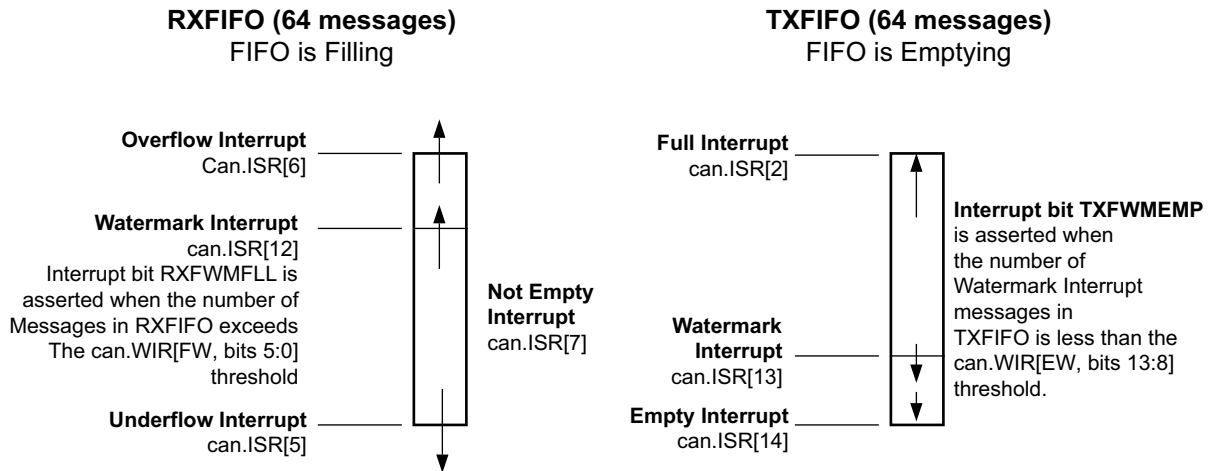 RXFIFO (64 messages)
FIFO is Filling
Overflow Interrupt
Can.ISR[6]
Watermark Interrupt
can.ISR[12]
Interrupt bit RXFWMFLL is
asserted when the number of
Messages in RXFIFO exceeds
The can.WIR[FW, bits 5:0]
threshold
Underflow Interrupt
can.ISR[5]
Not Empty
Interrupt
can.ISR[7]
TXFIFO (64 messages)
FIFO is Emptying
Full Interrupt
can.ISR[2]
Watermark
Interrupt
can.ISR[13]
Empty Interrupt
can.ISR[14]
Interrupt bit TXFWMEMP
is asserted when
the number of
Watermark Interrupt
messages in
TXFIFO is less than the
can.WIR[EW, bits 13:8]
threshold.